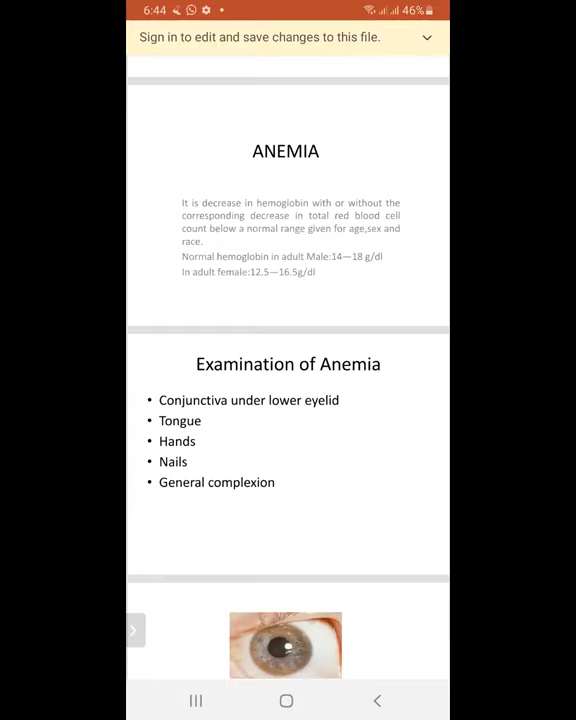 6:44
46%
Sign in to edit and save changes to this file.
ANEMIA
It is decrease in hemoglobin with or without the
corresponding decrease in total red blood cell
count below a normal range given for age,sex and
race.
Normal hemoglobin in adult Male:14—18 g/dl
In adult female:12.5—16.5g/dl
Examination of Anemia
• Conjunctiva under lower eyelid
• Tongue
• Hands
• Nails
• General complexion